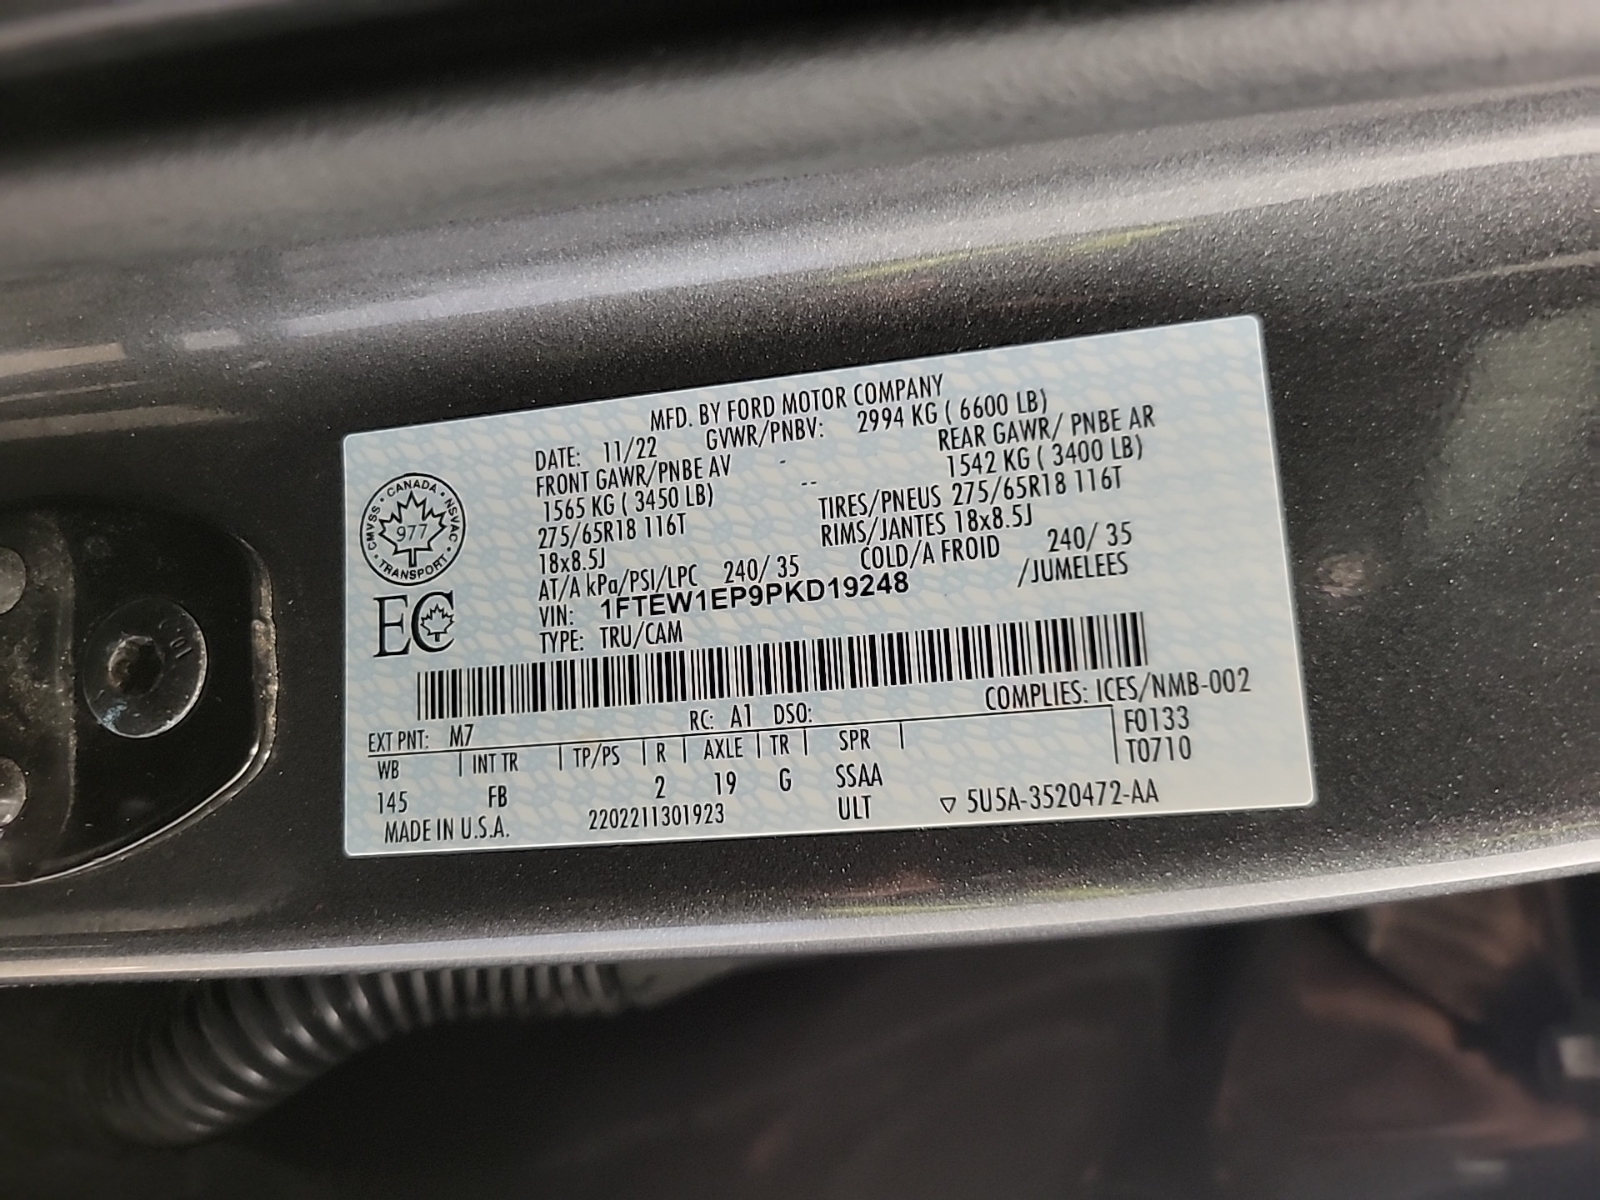 MFD. BY FORD MOTOR COMPANY
DATE: 11/22 GVWR/PNBV: 2994 KG ( 6600 LB)
FRONT GAWR/PNBE AV - REAR GAWR/ PNBE AR
1565 KG ( 3450 LB) -- 1542 KG ( 3400 LB)
275/65R18 116T TIRES/PNEUS 275/65R18 116T
18x8.5J RIMS/JANTES 18x8.5J
AT/A kPa/PSI/LPC 240/ 35 COLD/A FROID 240/ 35
VIN: 1FTEW1EP9PKD19248 /JUMELEES
TYPE: TRU/CAM
CANADA
CMVSS NSVAC
977
TRANSPORT
EC
COMPLIES: ICES/NMB-002
EXT PNT: M7 RC: A1 DSO: F0133
WB INT TR TP/PS R AXLE TR SPR T0710
145 FB 2 19 G SSAA
MADE IN U.S.A. 2202211301923 ULT ▽ 5U5A-3520472-AA
10